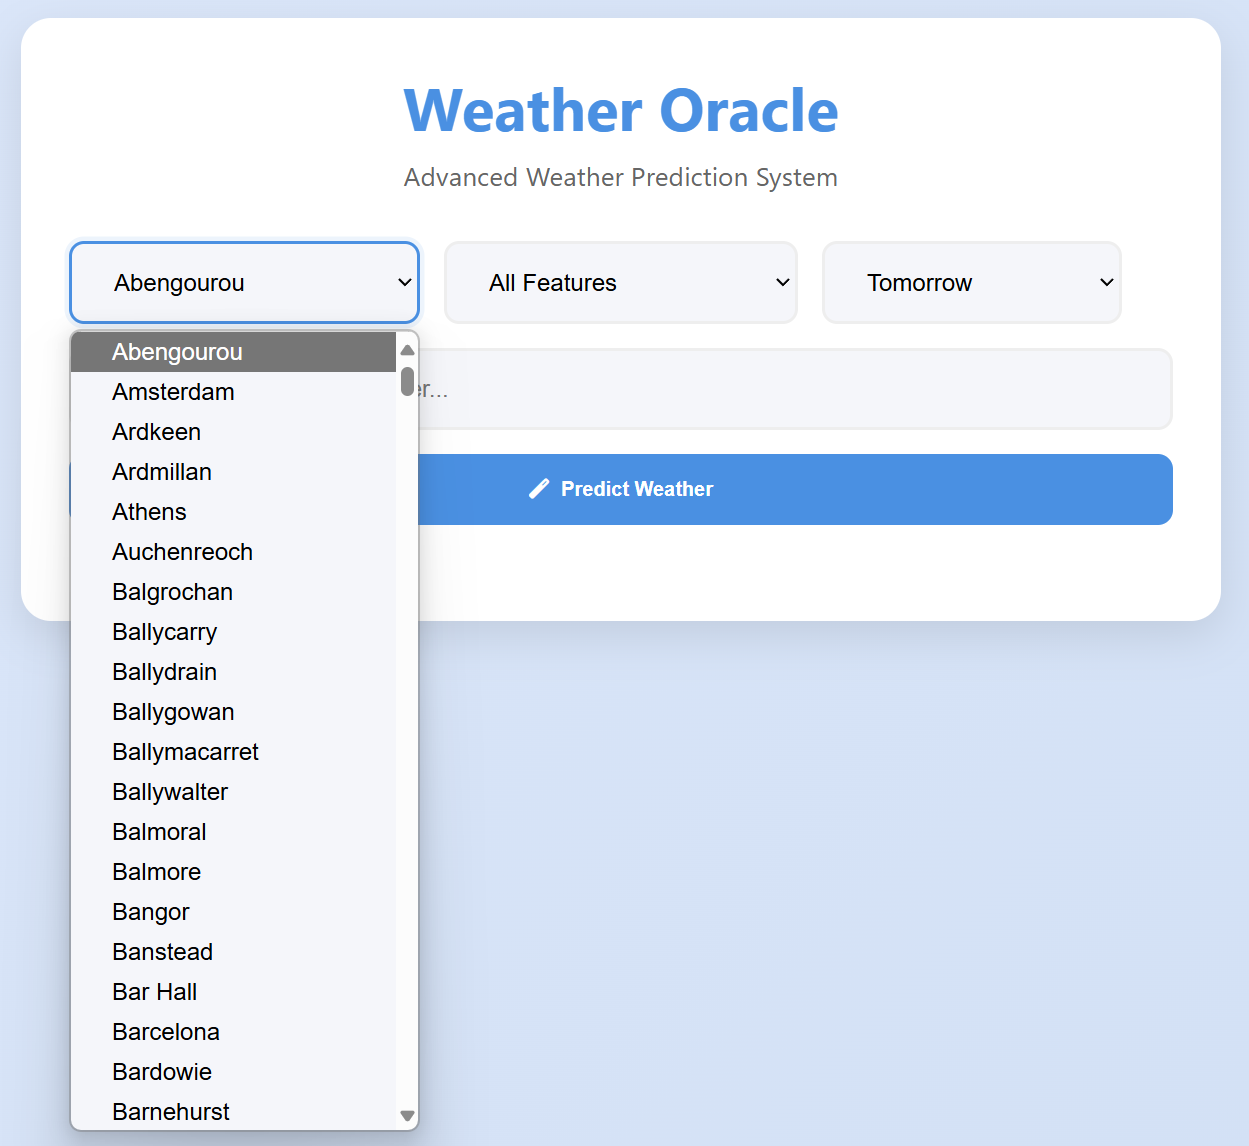 Weather Oracle
Advanced Weather Prediction System
Abengourou
All Features
Tomorrow
Abengourou
Amsterdam
Ardkeen
Ardmillan
Athens
Auchenreoch
Balgrochan
Ballycarry
Ballydrain
Ballygowan
Ballymacarret
Ballywalter
Balmoral
Balmore
Bangor
Banstead
Bar Hall
Barcelona
Bardowie
Barnehurst
Predict Weather